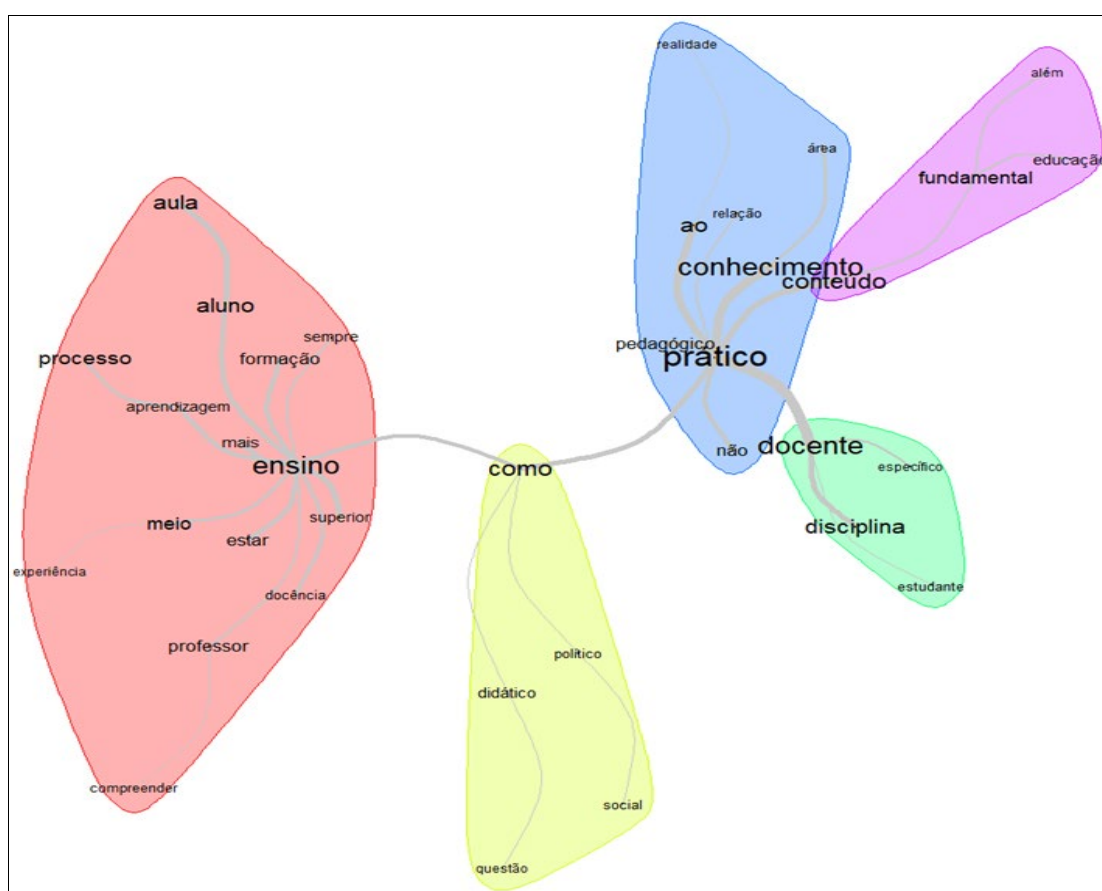 realidade
além
área
educação
fundamental
aula
relação
ao
conhecimento
conteúdo
aluno
sempre
pedagógico
prático
processo
formação
aprendizagem
mais
docente
não
ensino
como
específico
superior
meio
disciplina
estar
experiência
estudante
docência
professor
político
didático
compreender
social
questão